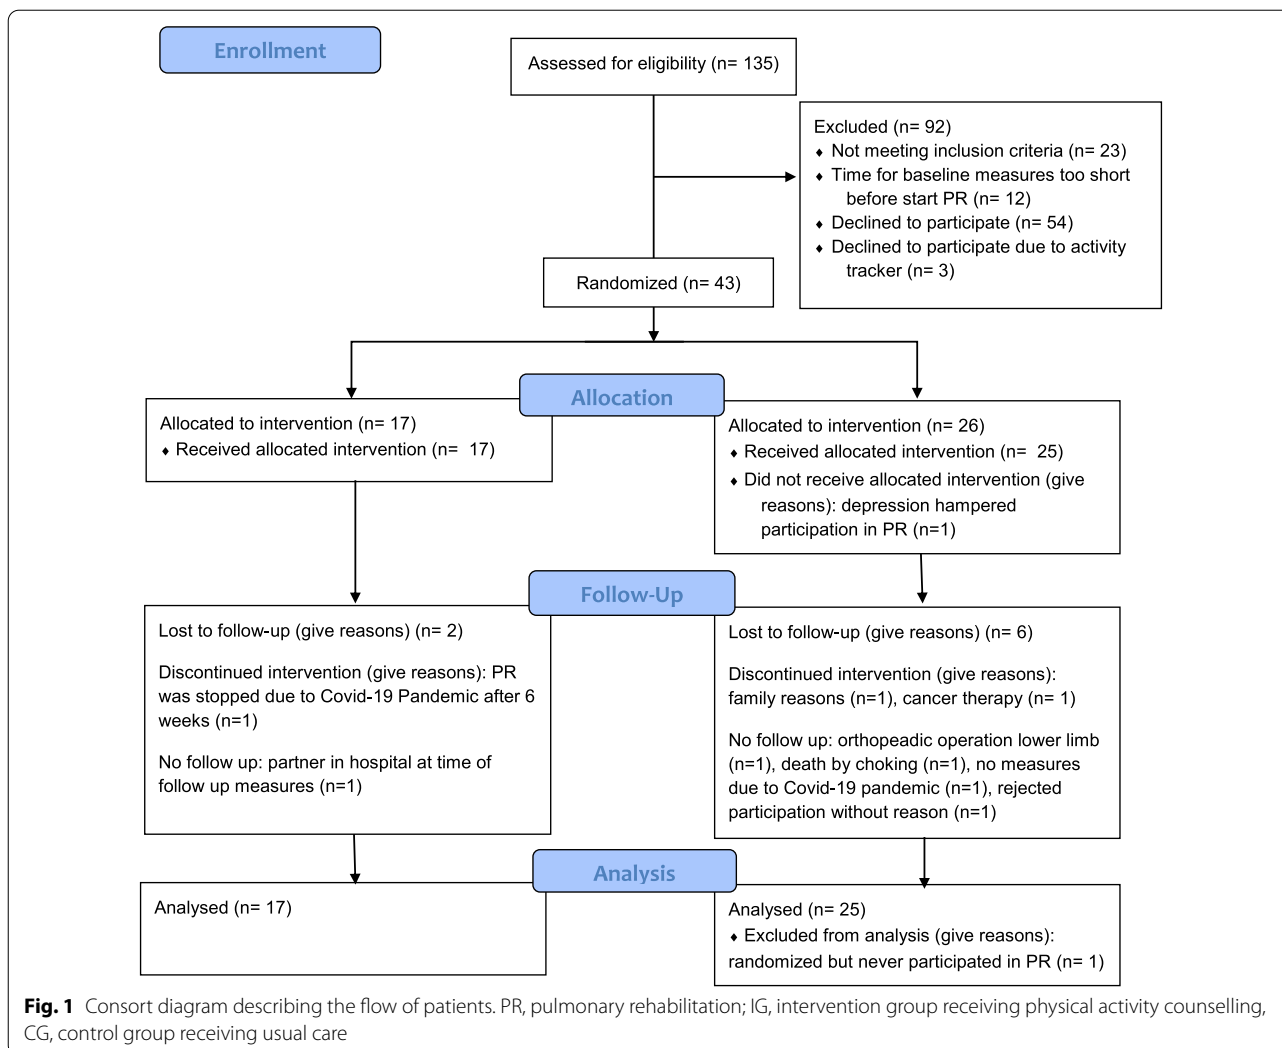 Enrollment
Assessed for eligibility (n= 135)
Excluded (n= 92)
♦ Not meeting inclusion criteria (n= 23)
♦ Time for baseline measures too short
before start PR (n= 12)
♦ Declined to participate (n= 54)
♦ Declined to participate due to activity
tracker (n= 3)
Randomized (n= 43)
Allocation
Allocated to intervention (n= 17)
♦ Received allocated intervention (n=  17)
Allocated to intervention (n= 26)
♦ Received allocated intervention (n=  25)
♦ Did not receive allocated intervention (give
reasons): depression hampered
participation in PR (n=1)
Follow-Up
Lost to follow-up (give reasons) (n= 2)
Discontinued intervention (give reasons): PR
was stopped due to Covid-19 Pandemic after 6
weeks (n=1)
No follow up: partner in hospital at time of
follow up measures (n=1)
Lost to follow-up (give reasons) (n= 6)
Discontinued intervention (give reasons):
family reasons (n=1), cancer therapy (n= 1)
No follow up: orthopeadic operation lower limb
(n=1), death by choking (n=1), no measures
due to Covid-19 pandemic (n=1), rejected
participation without reason (n=1)
Analysis
Analysed (n= 17)
Analysed (n= 25)
♦ Excluded from analysis (give reasons):
randomized but never participated in PR (n= 1)
Fig. 1 Consort diagram describing the flow of patients. PR, pulmonary rehabilitation; IG, intervention group receiving physical activity counselling,
CG, control group receiving usual care